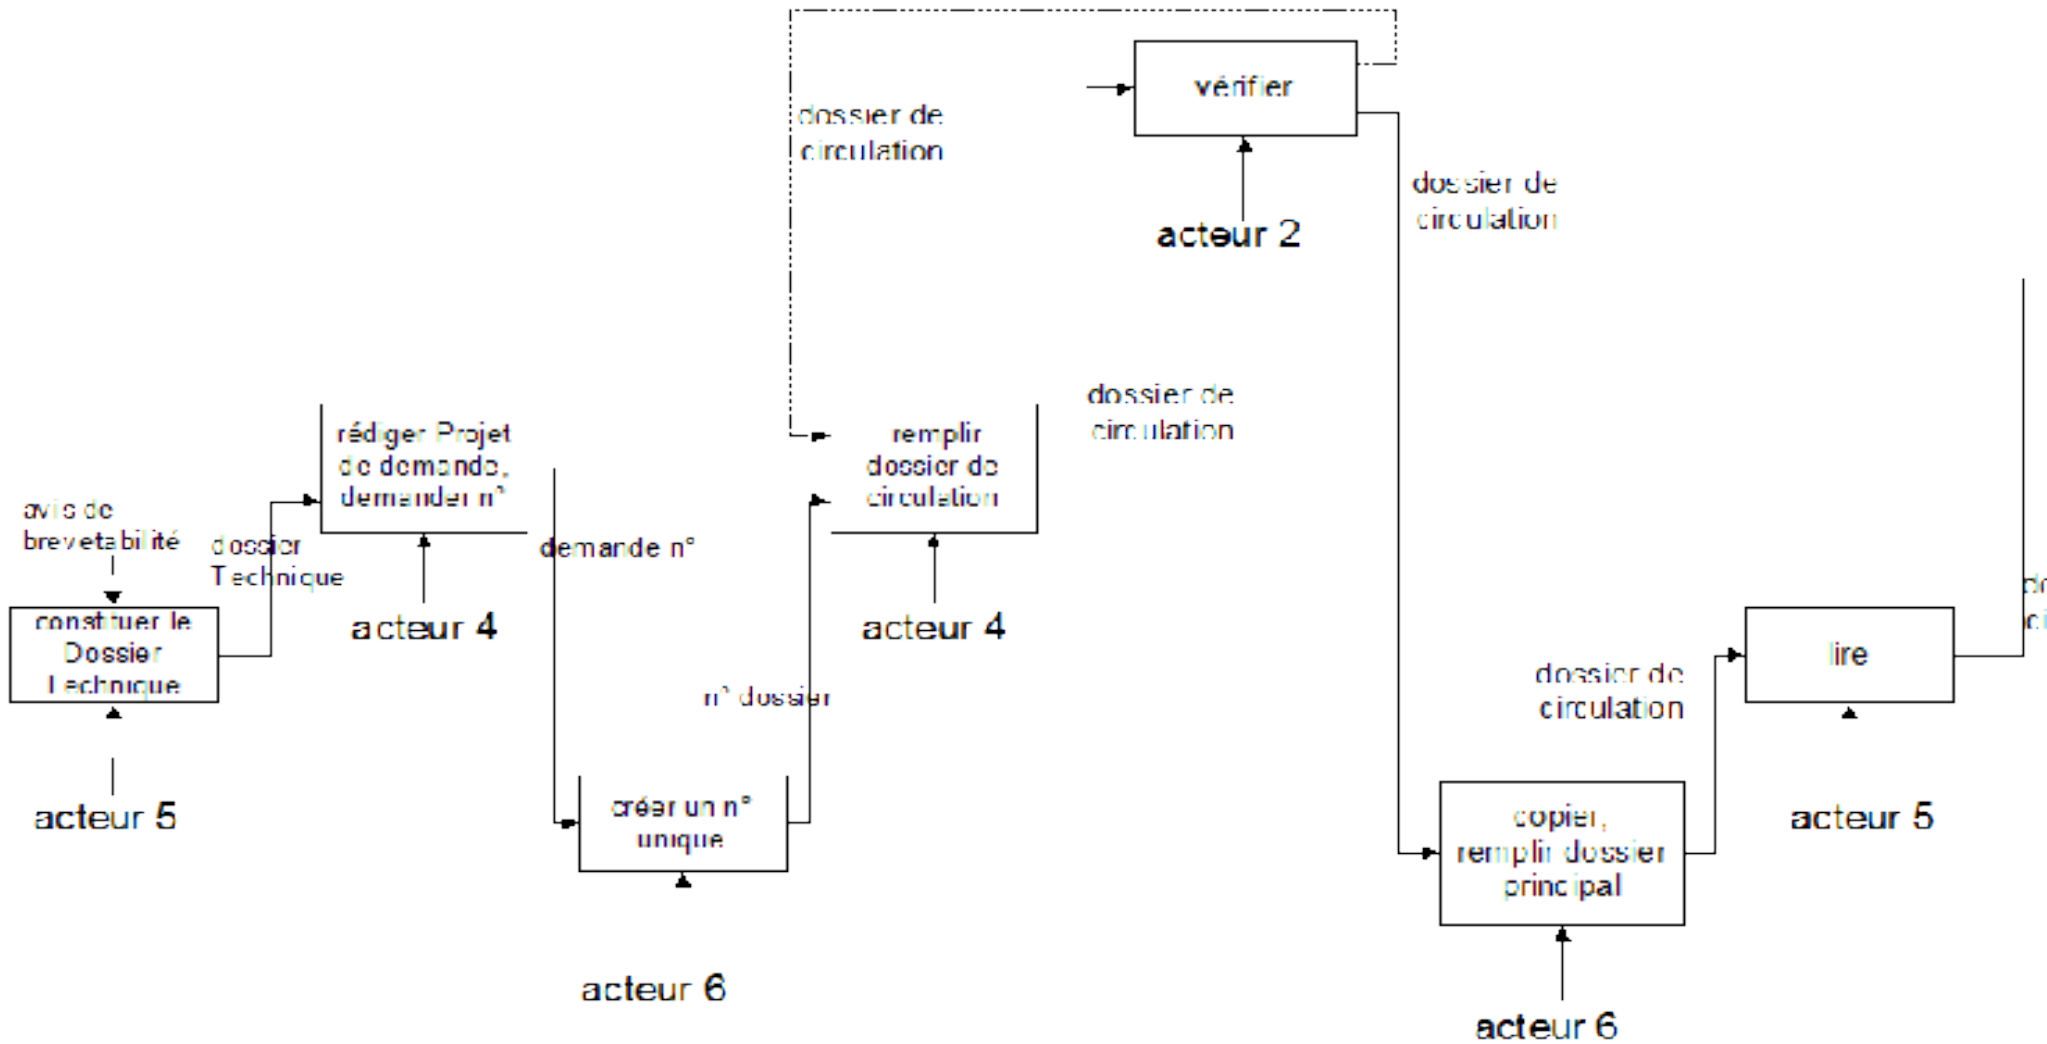 vérifier
dossier de
circulation
dossier de
circulation
acteur 2
dossier de
circulation
rédiger Projet
de demande,
demander n°
remplir
dossier de
circulation
avis de
brevetabilité
dossier
Technique
demande n°
constituer le
Dossier
Technique
acteur 4
acteur 4
lire
dossier de
circulation
n° dossier
acteur 5
créer un n°
unique
copier,
remplir dossier
principal
acteur 5
acteur 6
acteur 6